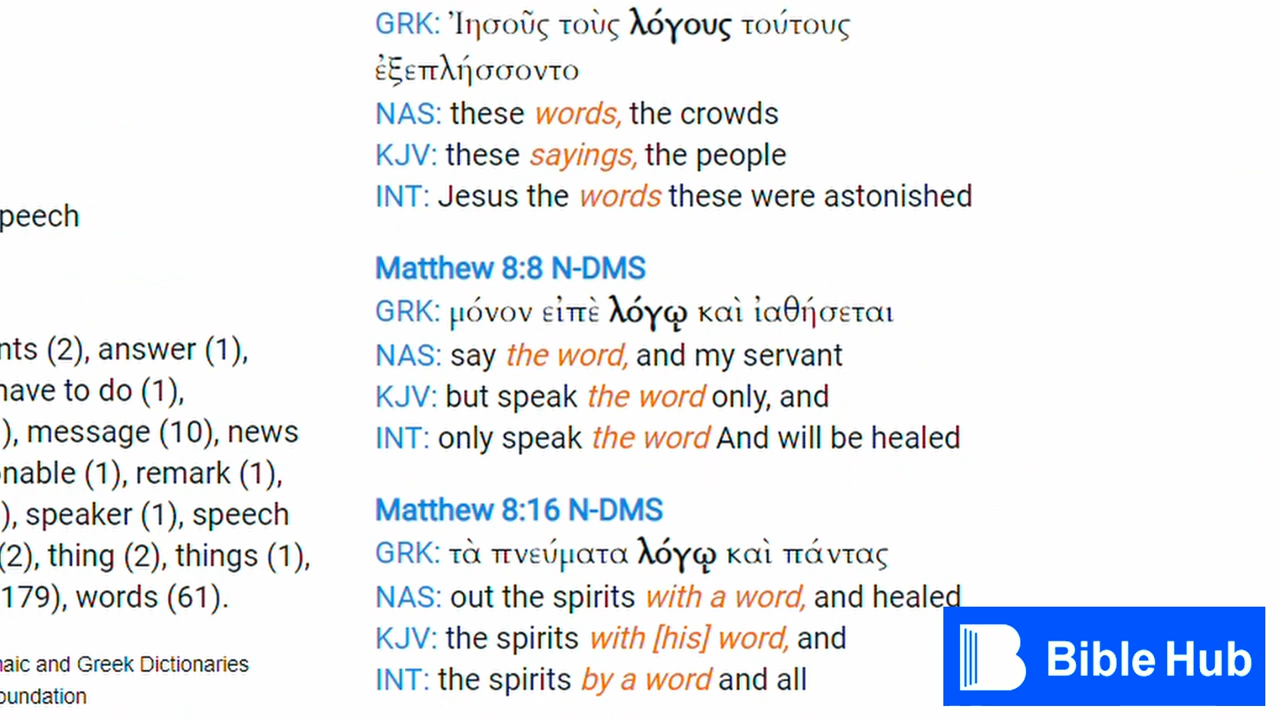 peech
nts (2), answer (1),
have to do (1),
), message (10), news
nable (1), remark (1),
), speaker (1), speech
(2), thing (2), things (1),
179), words (61).
aic and Greek Dictionaries
oundation
GRK: Ἰησοῦς τοὺς λόγους τούτους
ἐξεπλήσσοντο
NAS: these words, the crowds
KJV: these sayings, the people
INT: Jesus the words these were astonished
Matthew 8:8 N-DMS
GRK: μόνον εἰπὲ λόγῳ καὶ ἰαθήσεται
NAS: say the word, and my servant
KJV: but speak the word only, and
INT: only speak the word And will be healed
Matthew 8:16 N-DMS
GRK: τὰ πνεύματα λόγῳ καὶ πάντας
NAS: out the spirits with a word, and healed
KJV: the spirits with [his] word, and
INT: the spirits by a word and all
Bible Hub